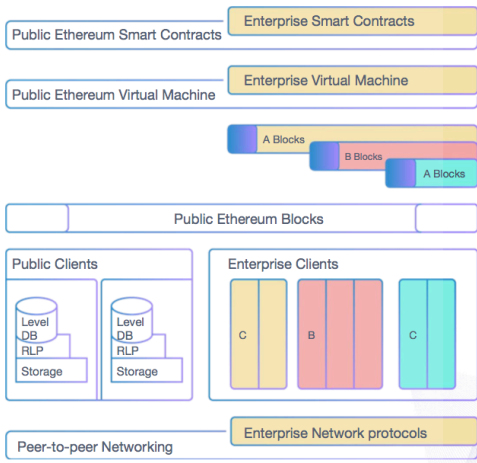 Enterprise Smart Contracts
Public Ethereum Smart Contracts
Enterprise Virtual Machine
Public Ethereum Virtual Machine
A Blocks
B Blocks
A Blocks
Public Ethereum Blocks
Public Clients
Enterprise Clients
Level
DB
RLP
Storage
Level
DB
RLP
Storage
C
B
C
Enterprise Network protocols
Peer-to-peer Networking